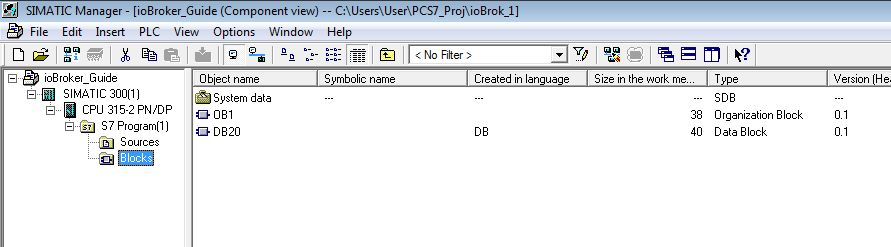 SIMATIC Manager - [ioBroker_Guide (Component view) -- C:\Users\User\PCS7_Proj\ioBrok_1]
File Edit Insert PLC View Options Window Help
< No Filter >
ioBroker_Guide
SIMATIC 300(1)
CPU 315-2 PN/DP
S7 Program(1)
Sources
Blocks
Object name Symbolic name Created in language Size in the work me... Type Version (Hea
System data --- --- --- SDB ---
OB1 38 Organization Block 0.1
DB20 DB 40 Data Block 0.1